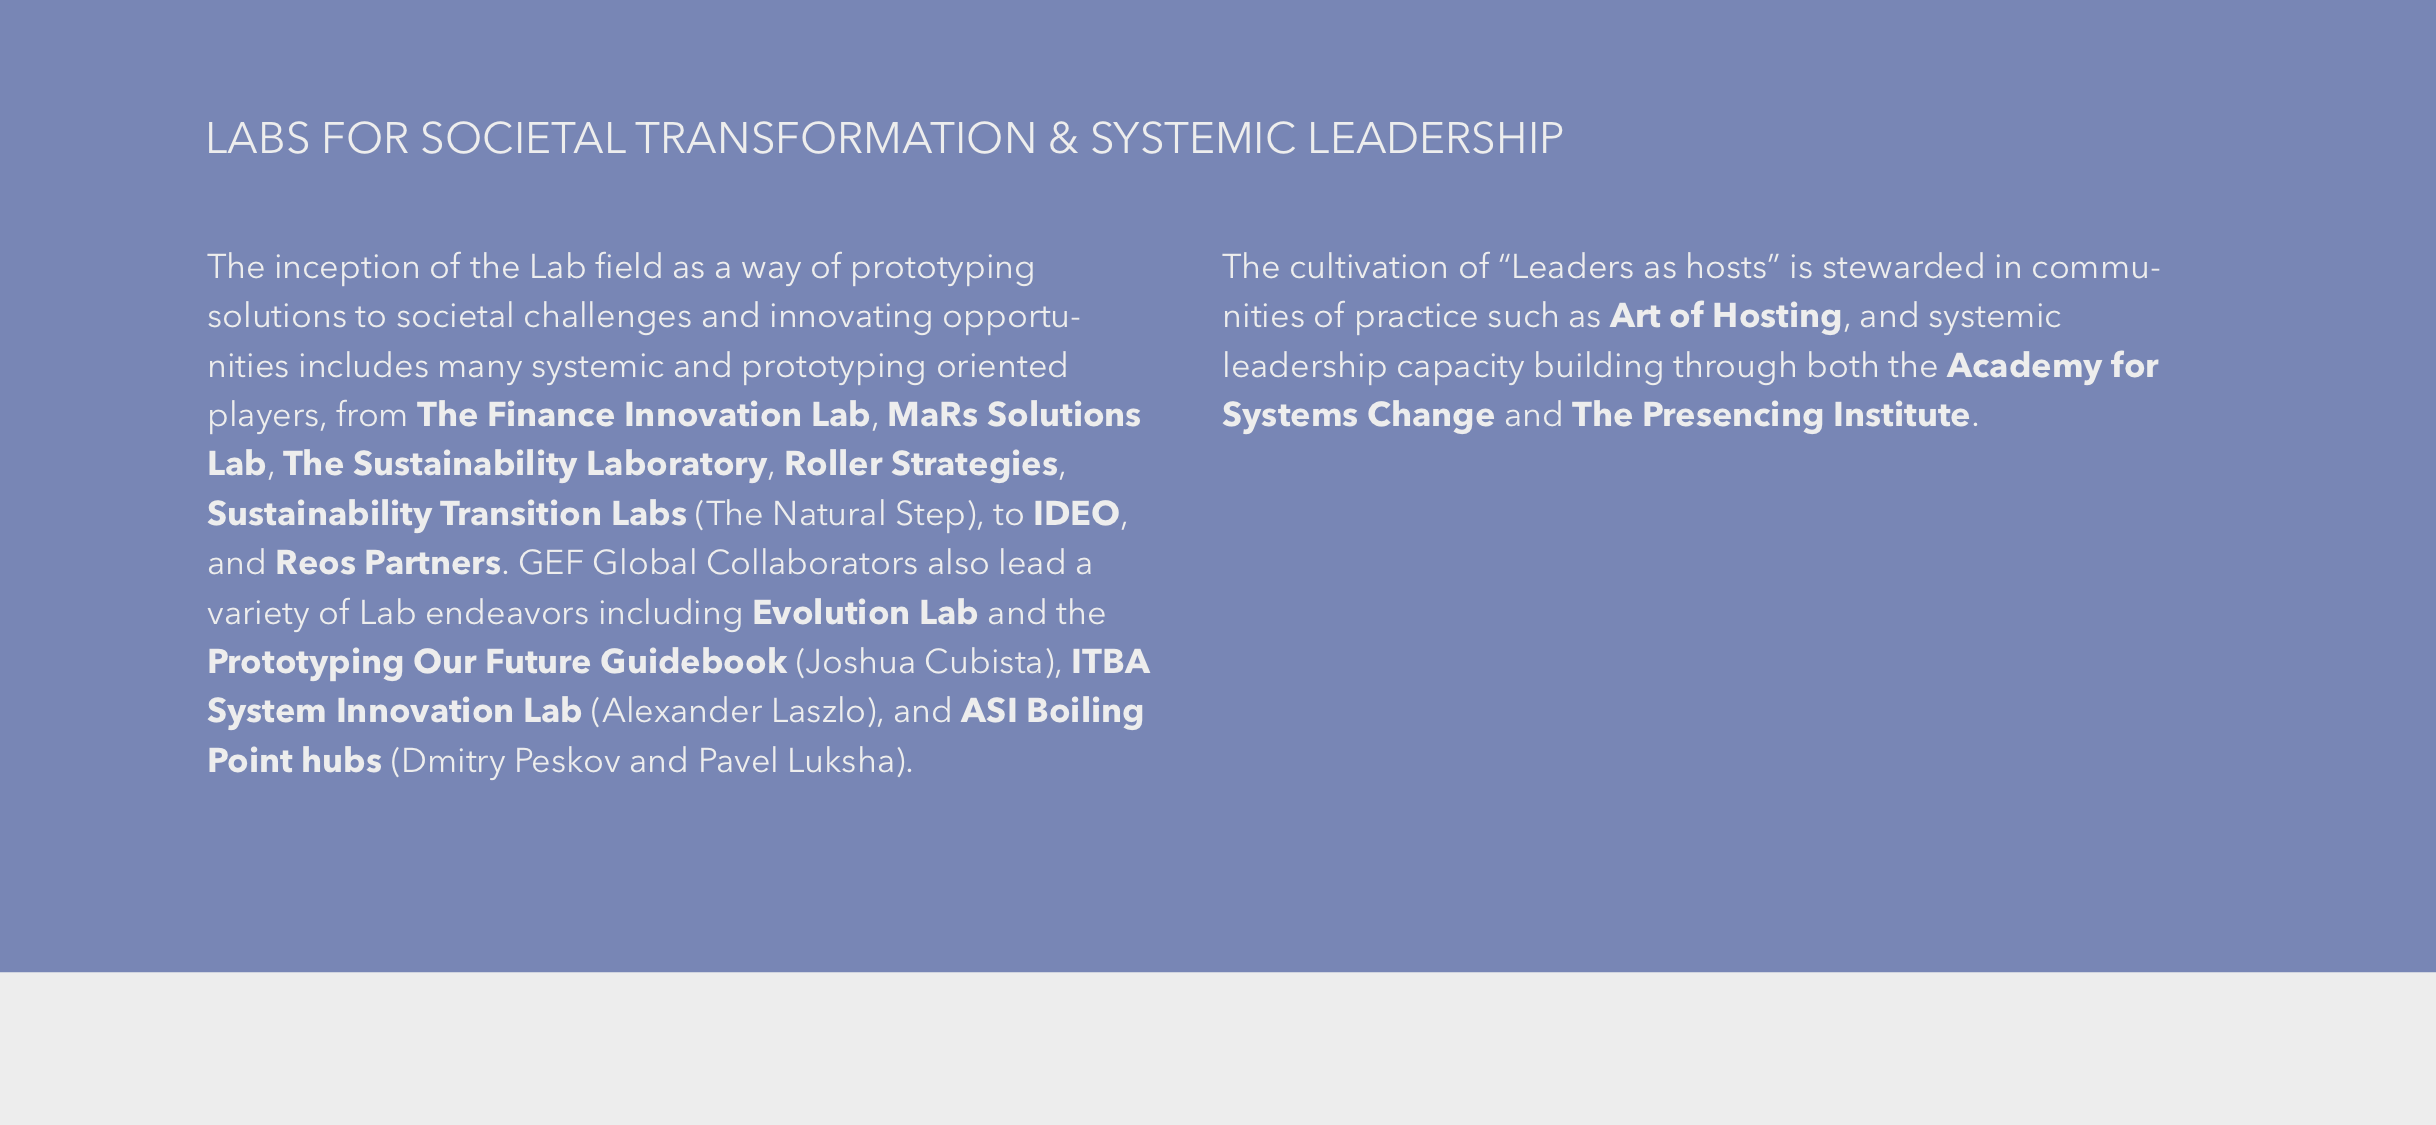 LABS FOR SOCIETAL TRANSFORMATION & SYSTEMIC LEADERSHIP
The inception of the Lab field as a way of prototyping
solutions to societal challenges and innovating opportu-
nities includes many systemic and prototyping oriented
players, from The Finance Innovation Lab, MaRs Solutions
Lab, The Sustainability Laboratory, Roller Strategies,
Sustainability Transition Labs (The Natural Step), to IDEO,
and Reos Partners. GEF Global Collaborators also lead a
variety of Lab endeavors including Evolution Lab and the
Prototyping Our Future Guidebook (Joshua Cubista), ITBA
System Innovation Lab (Alexander Laszlo), and ASI Boiling
Point hubs (Dmitry Peskov and Pavel Luksha).
The cultivation of “Leaders as hosts” is stewarded in commu-
nities of practice such as Art of Hosting, and systemic
leadership capacity building through both the Academy for
Systems Change and The Presencing Institute.